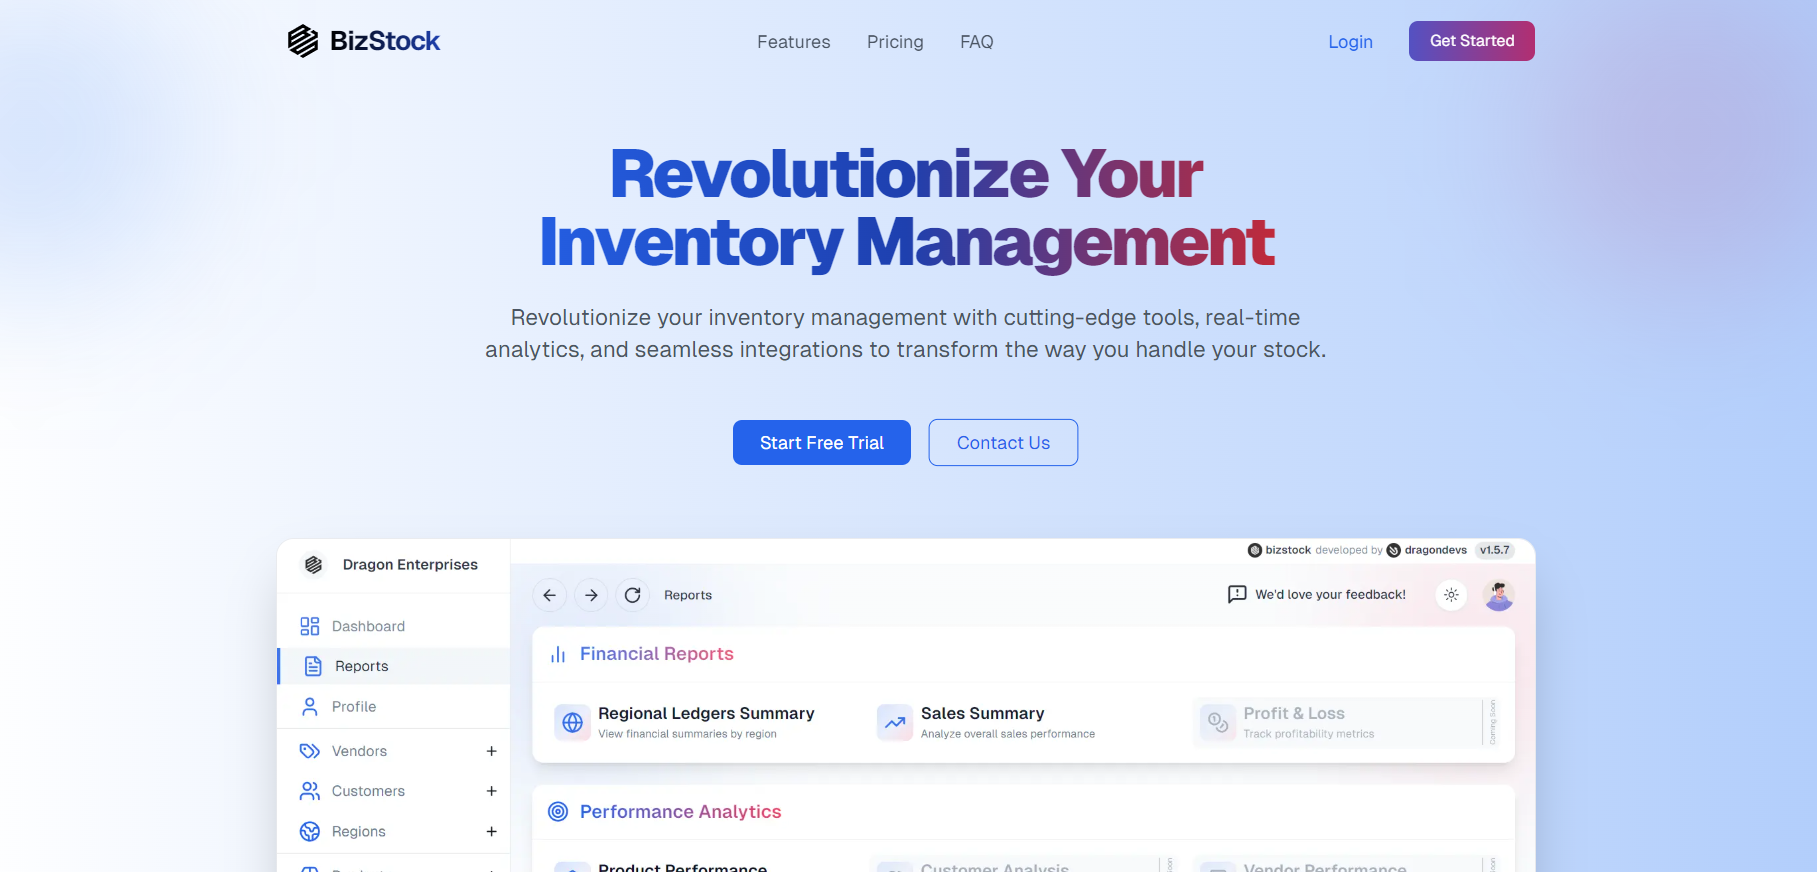 BizStock
Features
Pricing
FAQ
Login
Get Started
Revolutionize Your
Inventory Management
Revolutionize your inventory management with cutting-edge tools, real-time
analytics, and seamless integrations to transform the way you handle your stock.
Start Free Trial
Contact Us
Dragon Enterprises
bizstock developed by dragondevs v1.5.7
Reports
We'd love your feedback!
Dashboard
Reports
Profile
Vendors
Customers
Regions
Financial Reports
Regional Ledgers Summary
View financial summaries by region
Sales Summary
Analyze overall sales performance
Profit & Loss
Track profitability metrics
Coming Soon
Performance Analytics
Product Performance
Customer Analysis
Vendor Performance